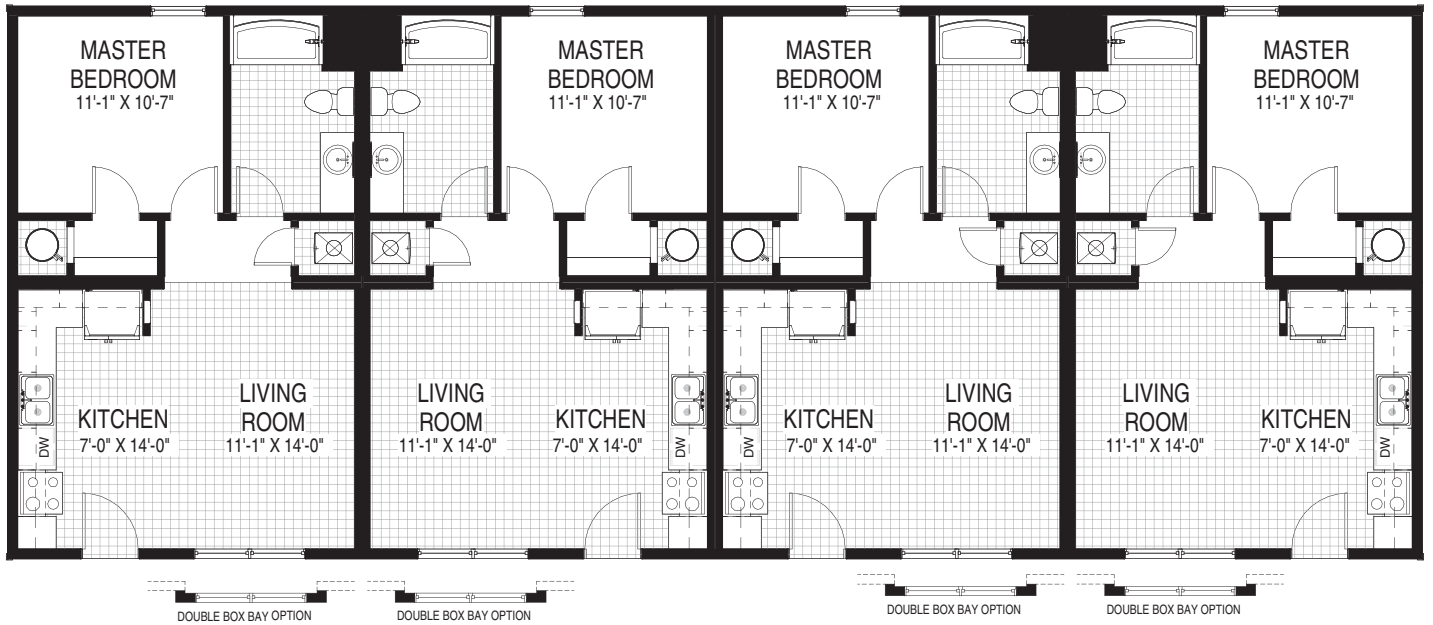 MASTER
BEDROOM
11'-1" X 10'-7"
MASTER
BEDROOM
11'-1" X 10'-7"
MASTER
BEDROOM
11'-1" X 10'-7"
MASTER
BEDROOM
11'-1" X 10'-7"
KITCHEN
7'-0" X 14'-0"
DW
LIVING
ROOM
11'-1" X 14'-0"
LIVING
ROOM
11'-1" X 14'-0"
KITCHEN
7'-0" X 14'-0"
DW
DW
KITCHEN
7'-0" X 14'-0"
LIVING
ROOM
11'-1" X 14'-0"
LIVING
ROOM
11'-1" X 14'-0"
KITCHEN
7'-0" X 14'-0"
DW
DOUBLE BOX BAY OPTION
DOUBLE BOX BAY OPTION
DOUBLE BOX BAY OPTION
DOUBLE BOX BAY OPTION